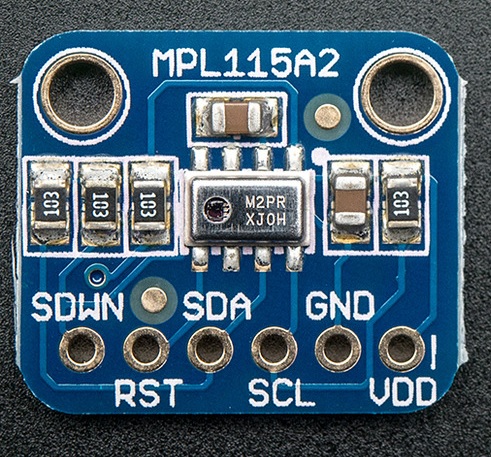 MPL115A2
M2PR
XJ0H
103 103 103 103
SDWN SDA GND
RST SCL VDD